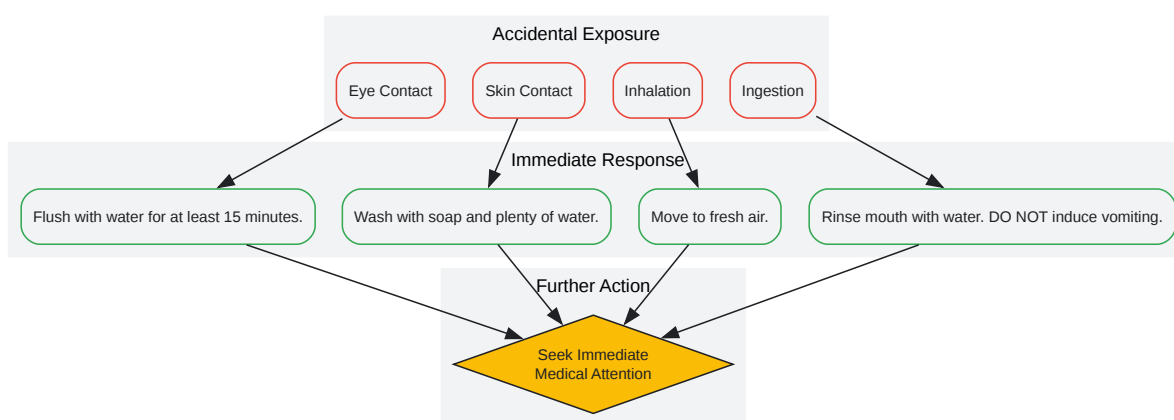 Accidental Exposure
Eye Contact
Skin Contact
Inhalation
Ingestion
Immediate Response
Flush with water for at least 15 minutes.
Wash with soap and plenty of water.
Move to fresh air.
Rinse mouth with water. DO NOT induce vomiting.
Further Action
Seek Immediate
Medical Attention